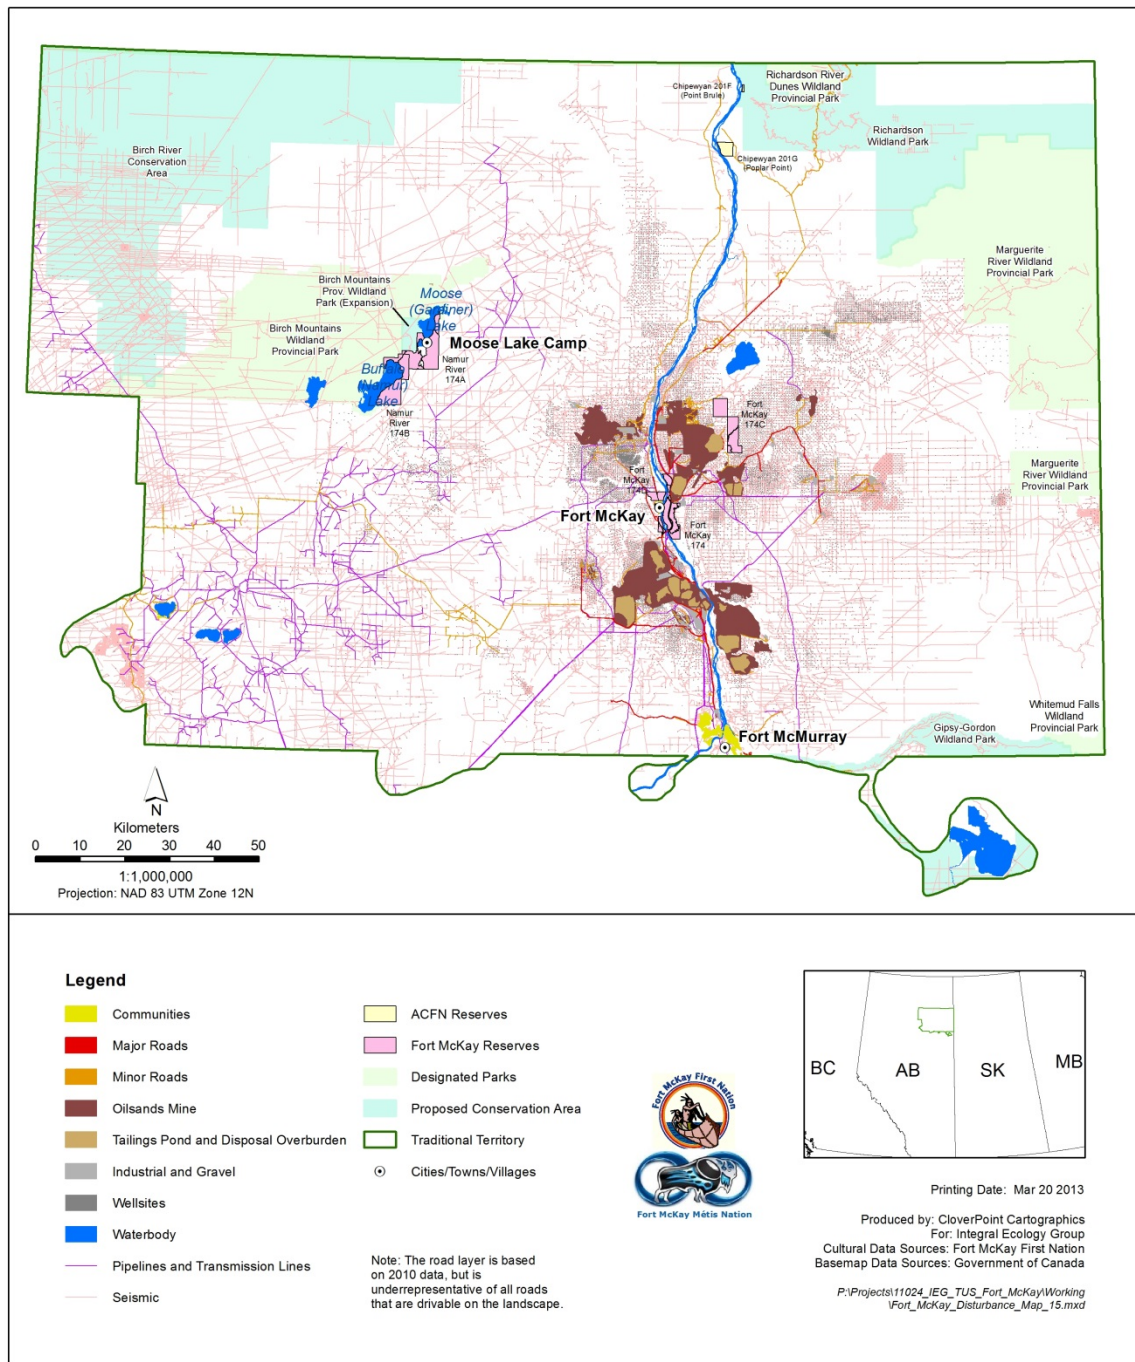 Chipewyan 201F
(Point Brule)
Richardson River
Dunes Wildland
Provincial Park
Richardson
Wildland Park
Chipewyan 201G
(Poplar Point)
Birch River
Conservation
Area
Marguerite
River Wildland
Provincial Park
Birch Mountains
Prov. Wildland
Park (Expansion)
Moose
(Gardiner)
Lake
Birch Mountains
Wildland
Provincial Park
Moose Lake Camp
Namur
River
174A
Buffalo
(Namur)
Lake
Namur
River
174B
Fort
McKay
174C
Fort
McKay
174D
Marguerite
River Wildland
Provincial Park
Fort McKay
Fort
McKay
174
Whitemud Falls
Wildland
Provincial Park
Gipsy-Gordon
Wildland Park
Fort McMurray
N
Kilometers
0 10 20 30 40 50
1:1,000,000
Projection: NAD 83 UTM Zone 12N
Legend
Communities
Major Roads
Minor Roads
Oilsands Mine
Tailings Pond and Disposal Overburden
Industrial and Gravel
Wellsites
Waterbody
Pipelines and Transmission Lines
Seismic
ACFN Reserves
Fort McKay Reserves
Designated Parks
Proposed Conservation Area
Traditional Territory
Cities/Towns/Villages
Note: The road layer is based
on 2010 data, but is
underrepresentative of all roads
that are drivable on the landscape.
Fort McKay First Nation
Fort McKay Métis Nation
BC
AB
SK
MB
Printing Date: Mar 20 2013
Produced by: CloverPoint Cartographics
For: Integral Ecology Group
Cultural Data Sources: Fort McKay First Nation
Basemap Data Sources: Government of Canada
P:\Projects\11024_IEG_TUS_Fort_McKay\Working
\Fort_McKay_Disturbance_Map_15.mxd